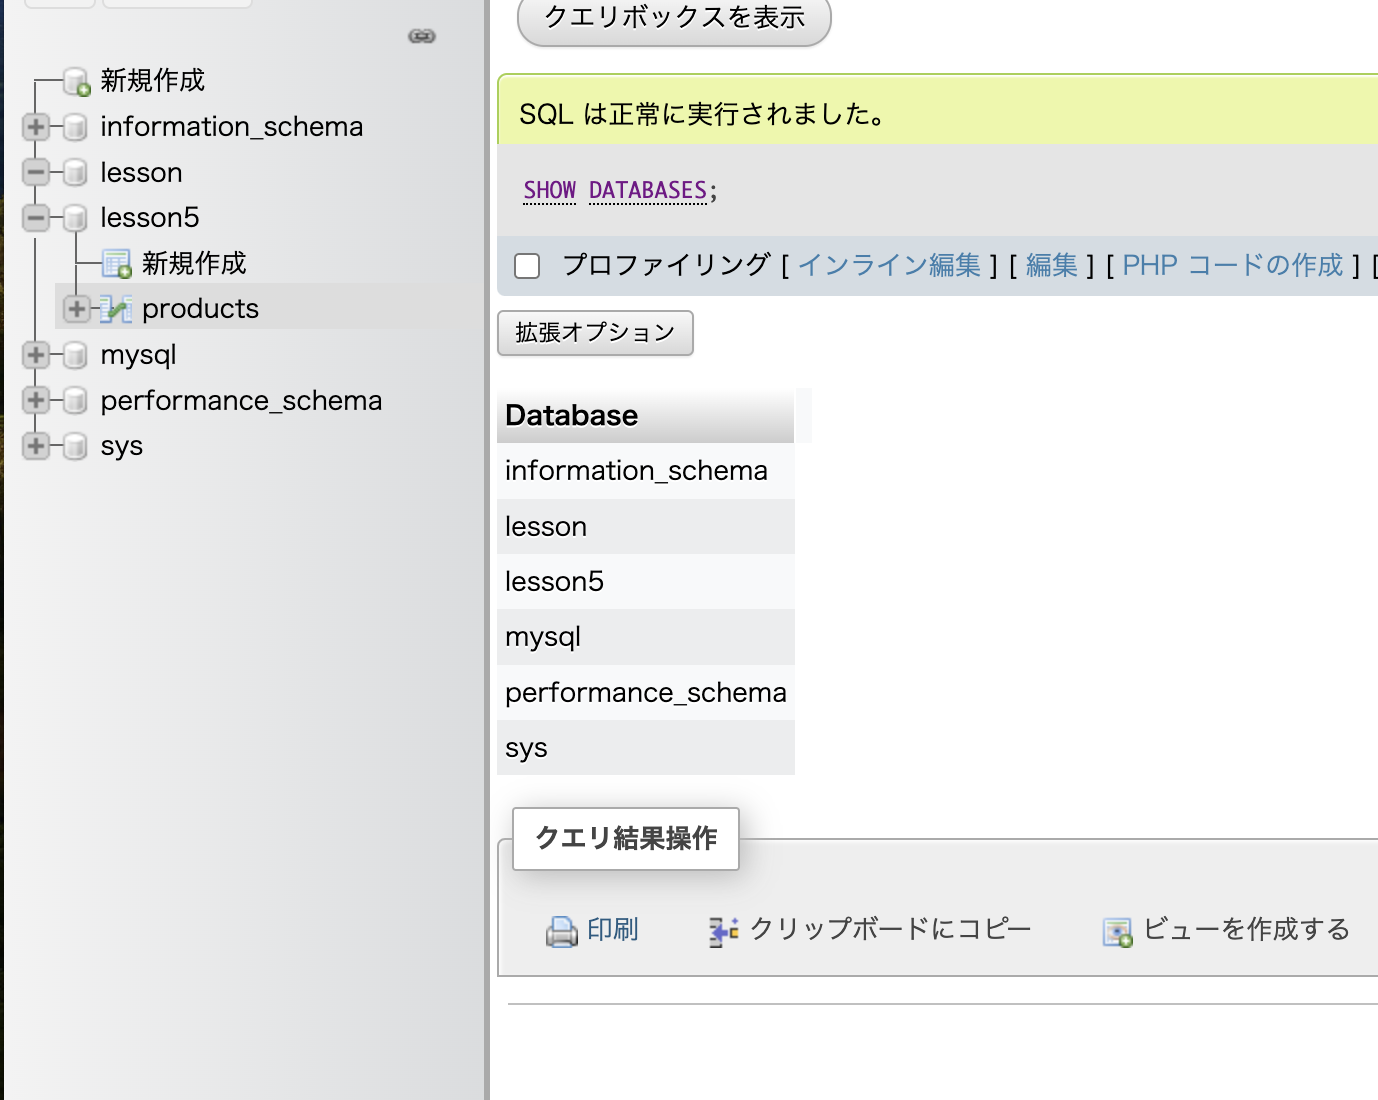 新規作成
information_schema
lesson
lesson5
新規作成
products
mysql
performance_schema
sys
クエリボックスを表示
SQL は正常に実行されました。
SHOW DATABASES;
プロファイリング [ インライン編集 ] [ 編集 ] [ PHP コードの作成 ] [
拡張オプション
Database
information_schema
lesson
lesson5
mysql
performance_schema
sys
クエリ結果操作
印刷 クリップボードにコピー ビューを作成する